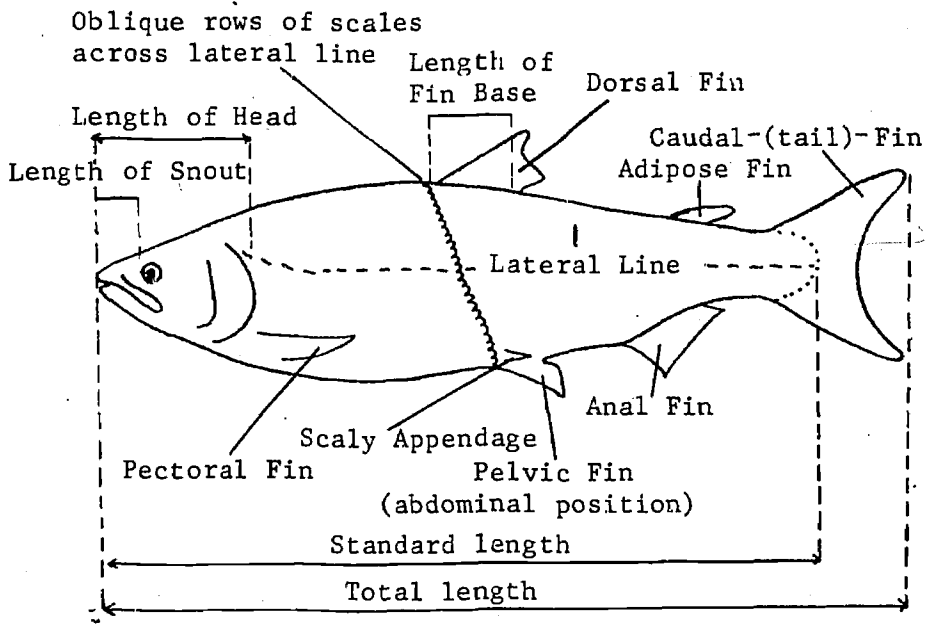 Oblique rows of scales
across lateral line
Length of
Fin Base
Dorsal Fin
Length of Head
Caudal-(tail)-Fin
Length of Snout
Adipose Fin
Lateral Line
Anal Fin
Scaly Appendage
Pectoral Fin
Pelvic Fin
(abdominal position)
Standard length
Total length